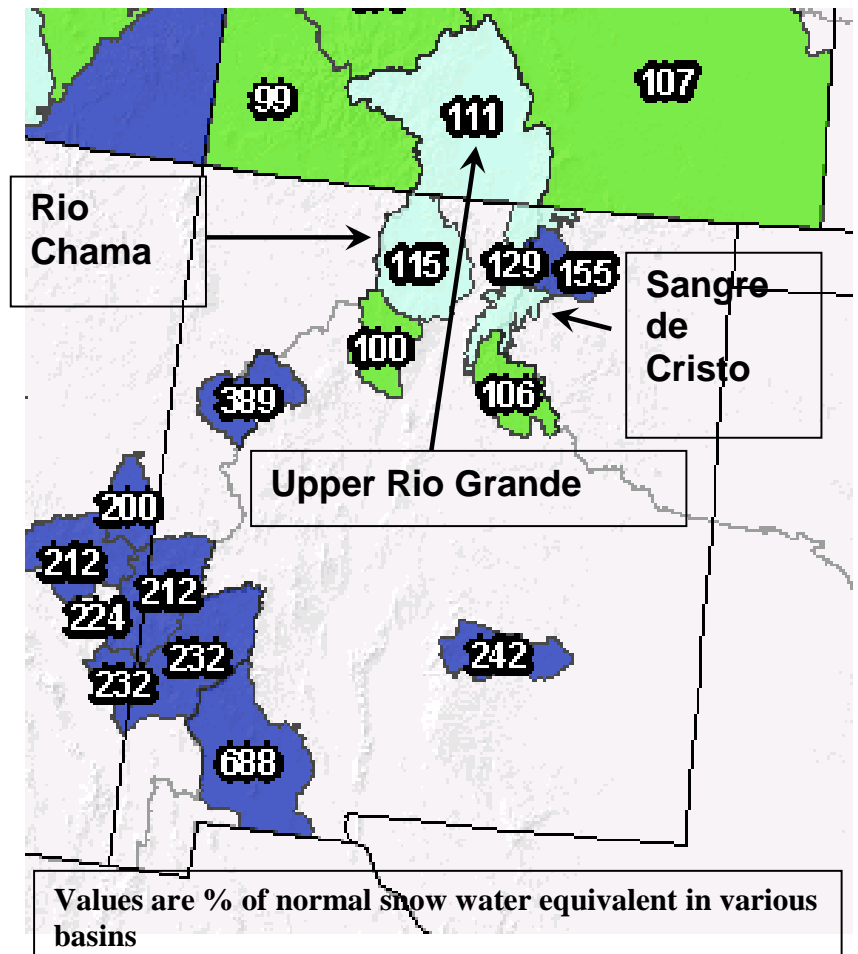 99
111
107
Rio
Chama
115
129
155
Sangre
de
Cristo
100
106
389
Upper Rio Grande
200
212
212
224
232
232
242
688
Values are % of normal snow water equivalent in various
basins